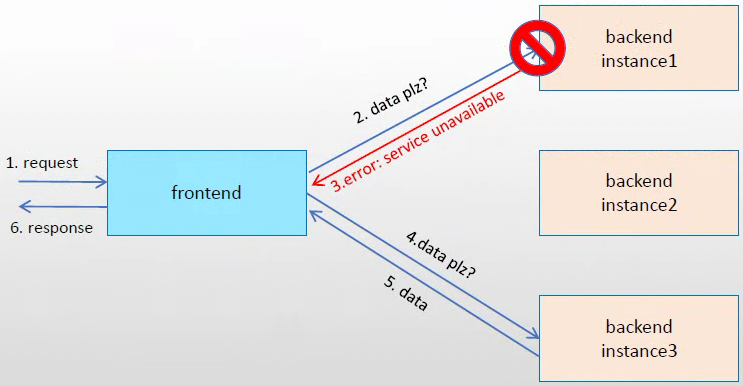 backend
instance1
2. data plz?
3.error: service unavailable
1. request
frontend
6. response
backend
instance2
4.data plz?
5. data
backend
instance3